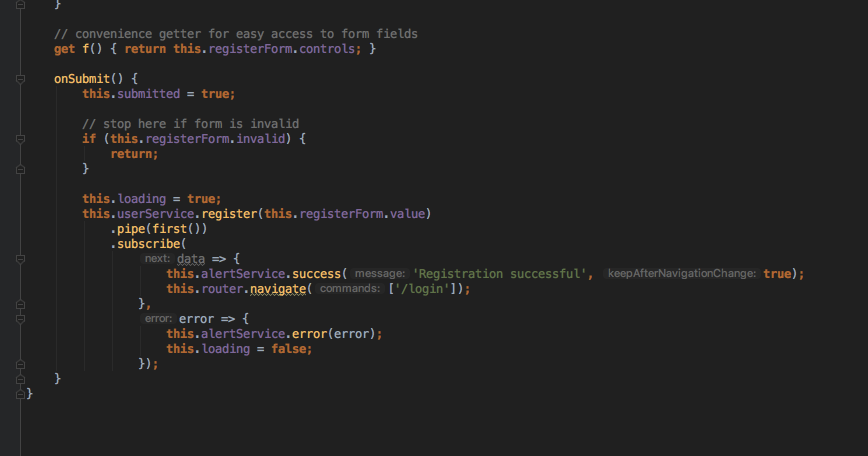 }
// convenience getter for easy access to form fields
get f() { return this.registerForm.controls; }
onSubmit() {
this.submitted = true;
// stop here if form is invalid
if (this.registerForm.invalid) {
return;
}
this.loading = true;
this.userService.register(this.registerForm.value)
.pipe(first())
.subscribe(
next: data => {
this.alertService.success( message: 'Registration successful', keepAfterNavigationChange: true);
this.router.navigate( commands: ['/login']);
},
error: error => {
this.alertService.error(error);
this.loading = false;
});
}
}